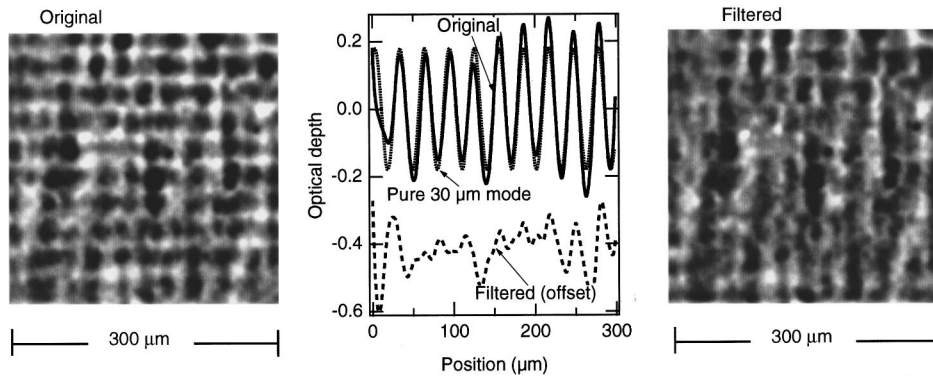 Original
300 µm
Optical depth
0.2
0.0
-0.2
-0.4
-0.6
Original
Pure 30 µm mode
Filtered (offset)
0
100
200
300
Position (µm)
Filtered
300 µm